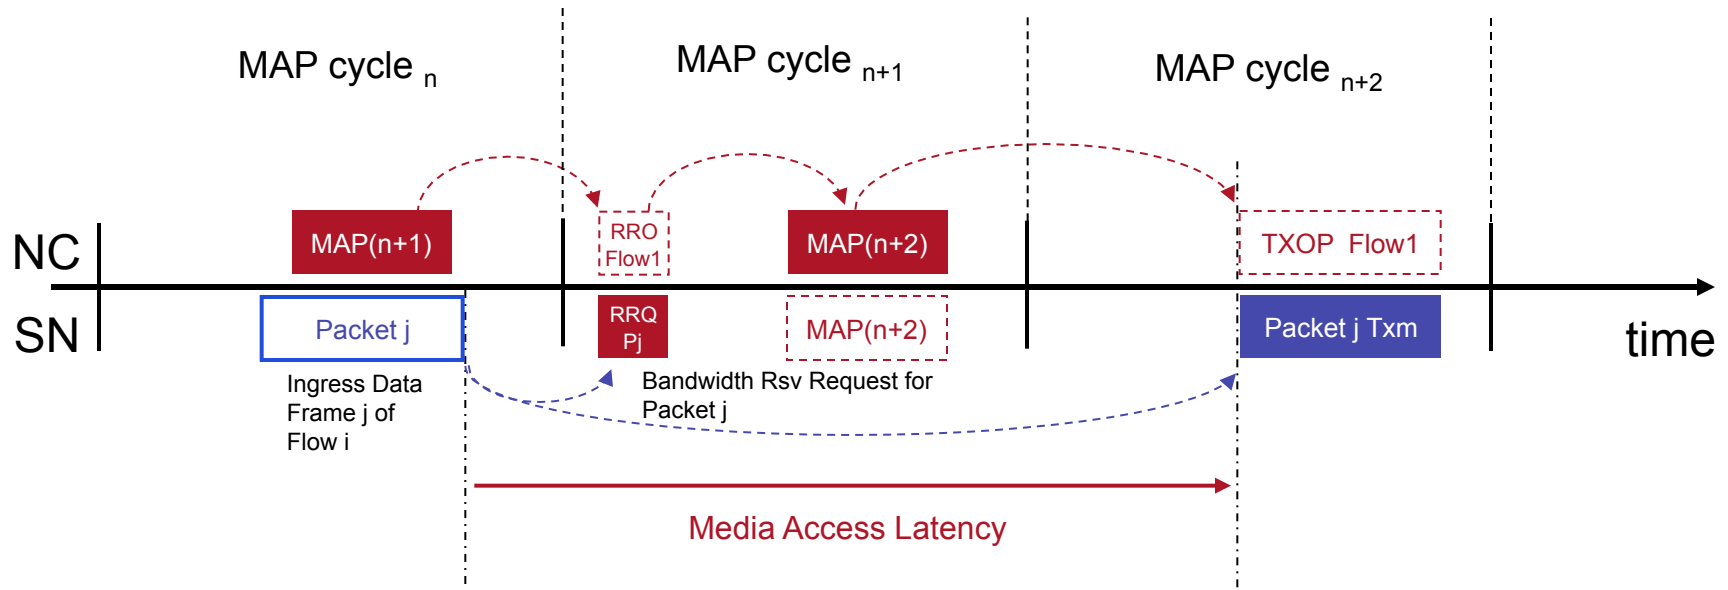 MAP cycle n
MAP cycle n+1
MAP cycle n+2
NC
MAP(n+1)
RRO
Flow1
MAP(n+2)
TXOP Flow1
SN
Packet j
RRQ
Pj
MAP(n+2)
Packet j Txm
time
Ingress Data
Frame j of
Flow i
Bandwidth Rsv Request for
Packet j
Media Access Latency